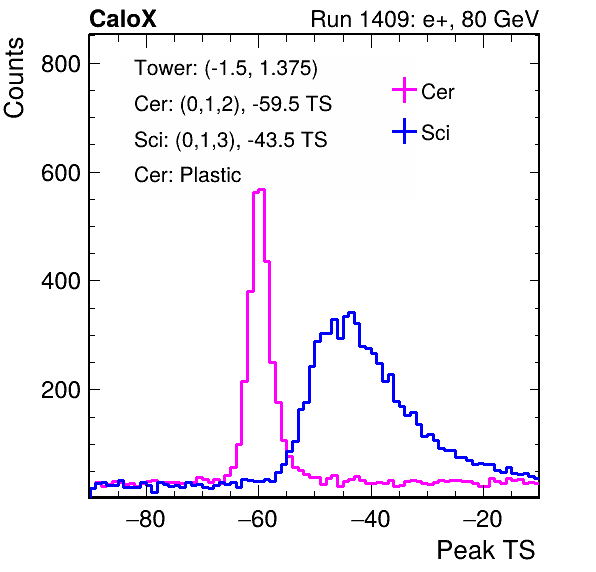 CaloX Run 1409: e+, 80 GeV
Counts
800
600
400
200
Tower: (-1.5, 1.375)
Cer: (0,1,2), -59.5 TS
Sci: (0,1,3), -43.5 TS
Cer: Plastic
Cer
Sci
−80 −60 −40 −20
Peak TS